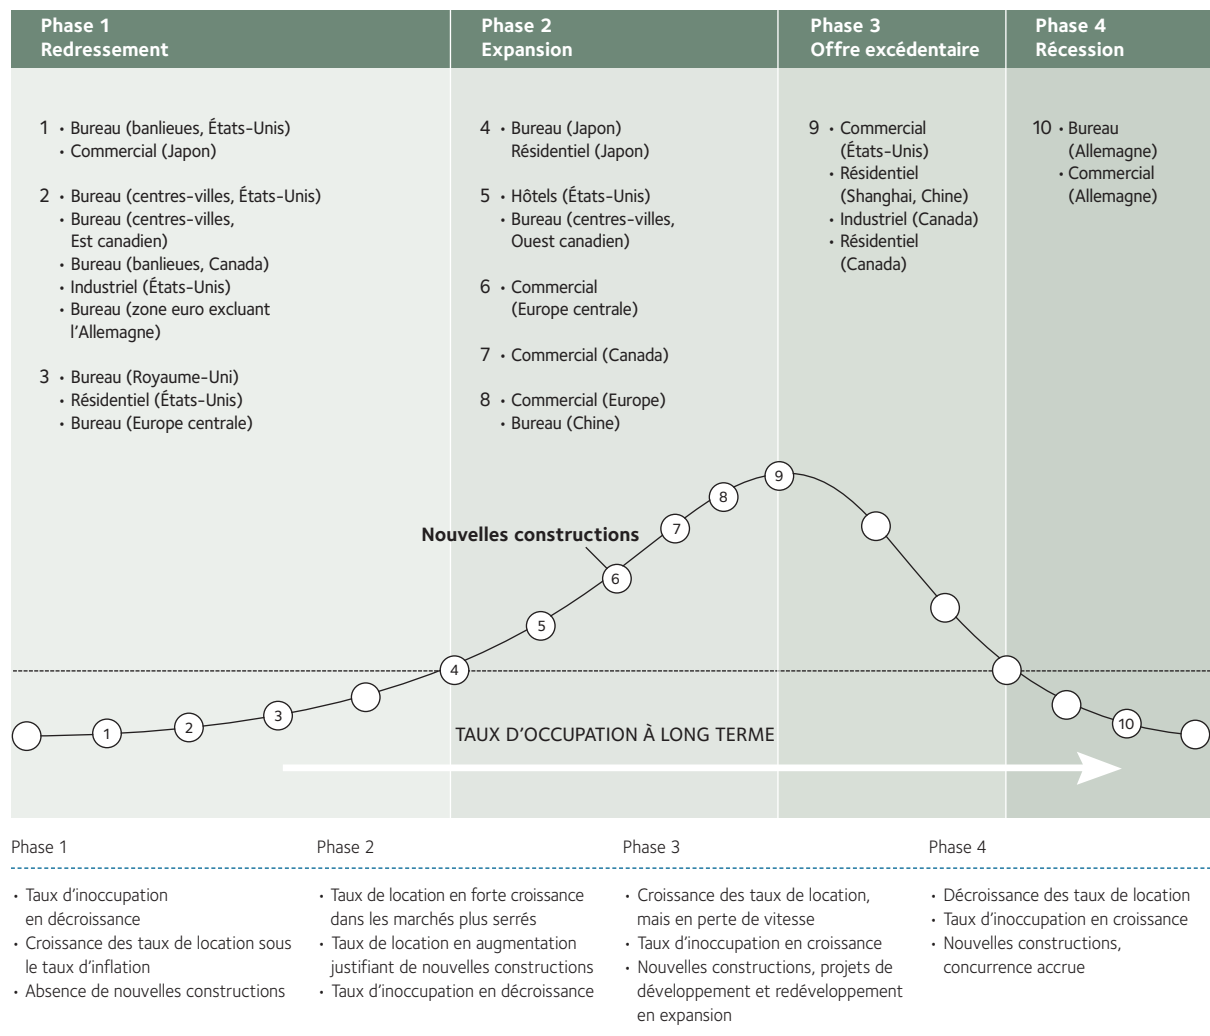 Phase 1
Redressement
Phase 2
Expansion
Phase 3
Offre excédentaire
Phase 4
Récession
1 · Bureau (banlieues, États-Unis)
· Commercial (Japon)
2 · Bureau (centres-villes, États-Unis)
· Bureau (centres-villes,
Est canadien)
· Bureau (banlieues, Canada)
· Industriel (États-Unis)
· Bureau (zone euro excluant
l’Allemagne)
3 · Bureau (Royaume-Uni)
· Résidentiel (États-Unis)
· Bureau (Europe centrale)
4 · Bureau (Japon)
Résidentiel (Japon)
5 · Hôtels (États-Unis)
· Bureau (centres-villes,
Ouest canadien)
6 · Commercial
(Europe centrale)
7 · Commercial (Canada)
8 · Commercial (Europe)
· Bureau (Chine)
9 · Commercial
(États-Unis)
· Résidentiel
(Shanghai, Chine)
· Industriel (Canada)
· Résidentiel
(Canada)
10 · Bureau
(Allemagne)
· Commercial
(Allemagne)
Nouvelles constructions
1
2
3
4
5
6
7
8
9
10
TAUX D’OCCUPATION À LONG TERME
Phase 1
· Taux d’inoccupation
en décroissance
· Croissance des taux de location sous
le taux d’inflation
· Absence de nouvelles constructions
Phase 2
· Taux de location en forte croissance
dans les marchés plus serrés
· Taux de location en augmentation
justifiant de nouvelles constructions
· Taux d’inoccupation en décroissance
Phase 3
· Croissance des taux de location,
mais en perte de vitesse
· Taux d’inoccupation en croissance
· Nouvelles constructions, projets de
développement et redéveloppement
en expansion
Phase 4
· Décroissance des taux de location
· Taux d’inoccupation en croissance
· Nouvelles constructions,
concurrence accrue